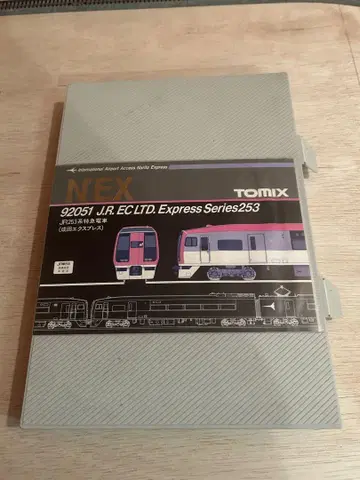 International Airport Access Narita Express
NEX
TOMIX
92051 J.R. EC LTD. Express Series253
JR253系特急電車
(成田エクスプレス)